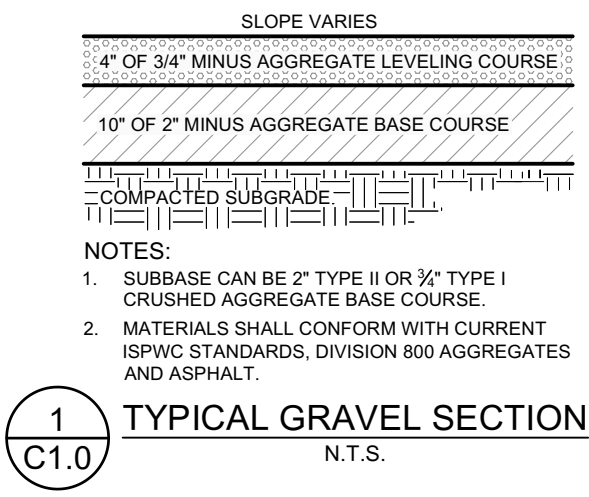 SLOPE VARIES
4" OF 3/4" MINUS AGGREGATE LEVELING COURSE
10" OF 2" MINUS AGGREGATE BASE COURSE
COMPACTED SUBGRADE.
NOTES:
1. SUBBASE CAN BE 2" TYPE II OR ¾" TYPE I
CRUSHED AGGREGATE BASE COURSE.
2. MATERIALS SHALL CONFORM WITH CURRENT
ISPWC STANDARDS, DIVISION 800 AGGREGATES
AND ASPHALT.
1
C1.0
TYPICAL GRAVEL SECTION
N.T.S.